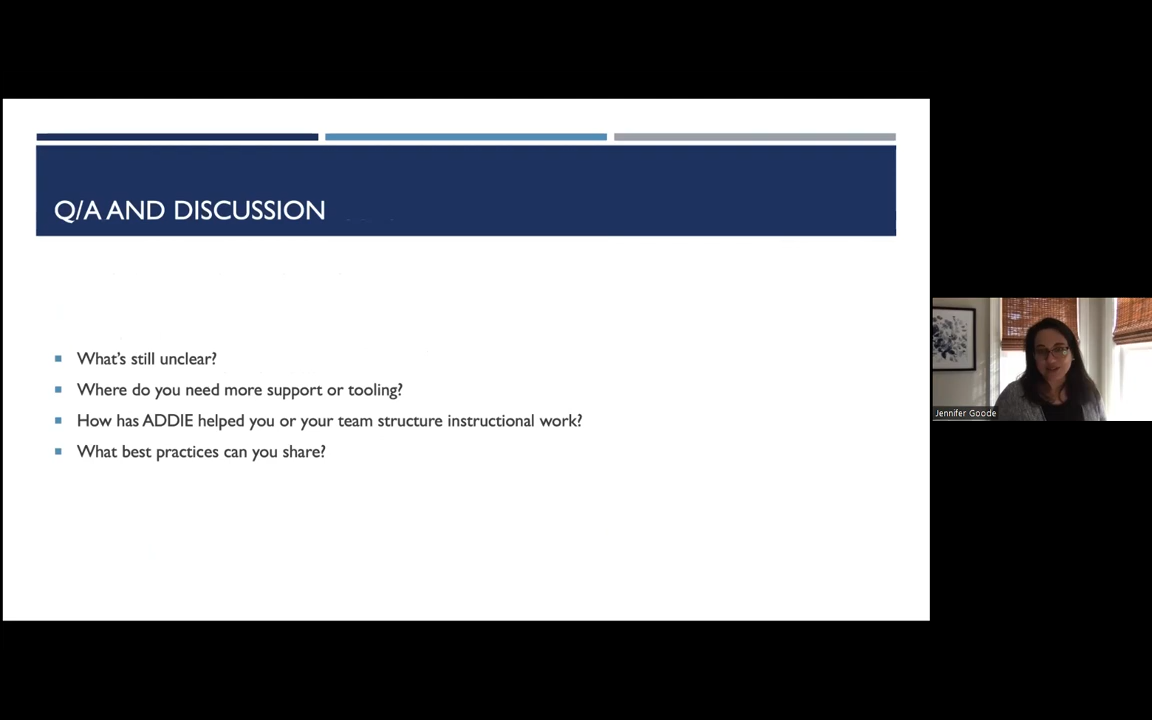 Q/A AND DISCUSSION
What's still unclear?
Where do you need more support or tooling?
How has ADDIE helped you or your team structure instructional work?
What best practices can you share?
Jennifer Goode